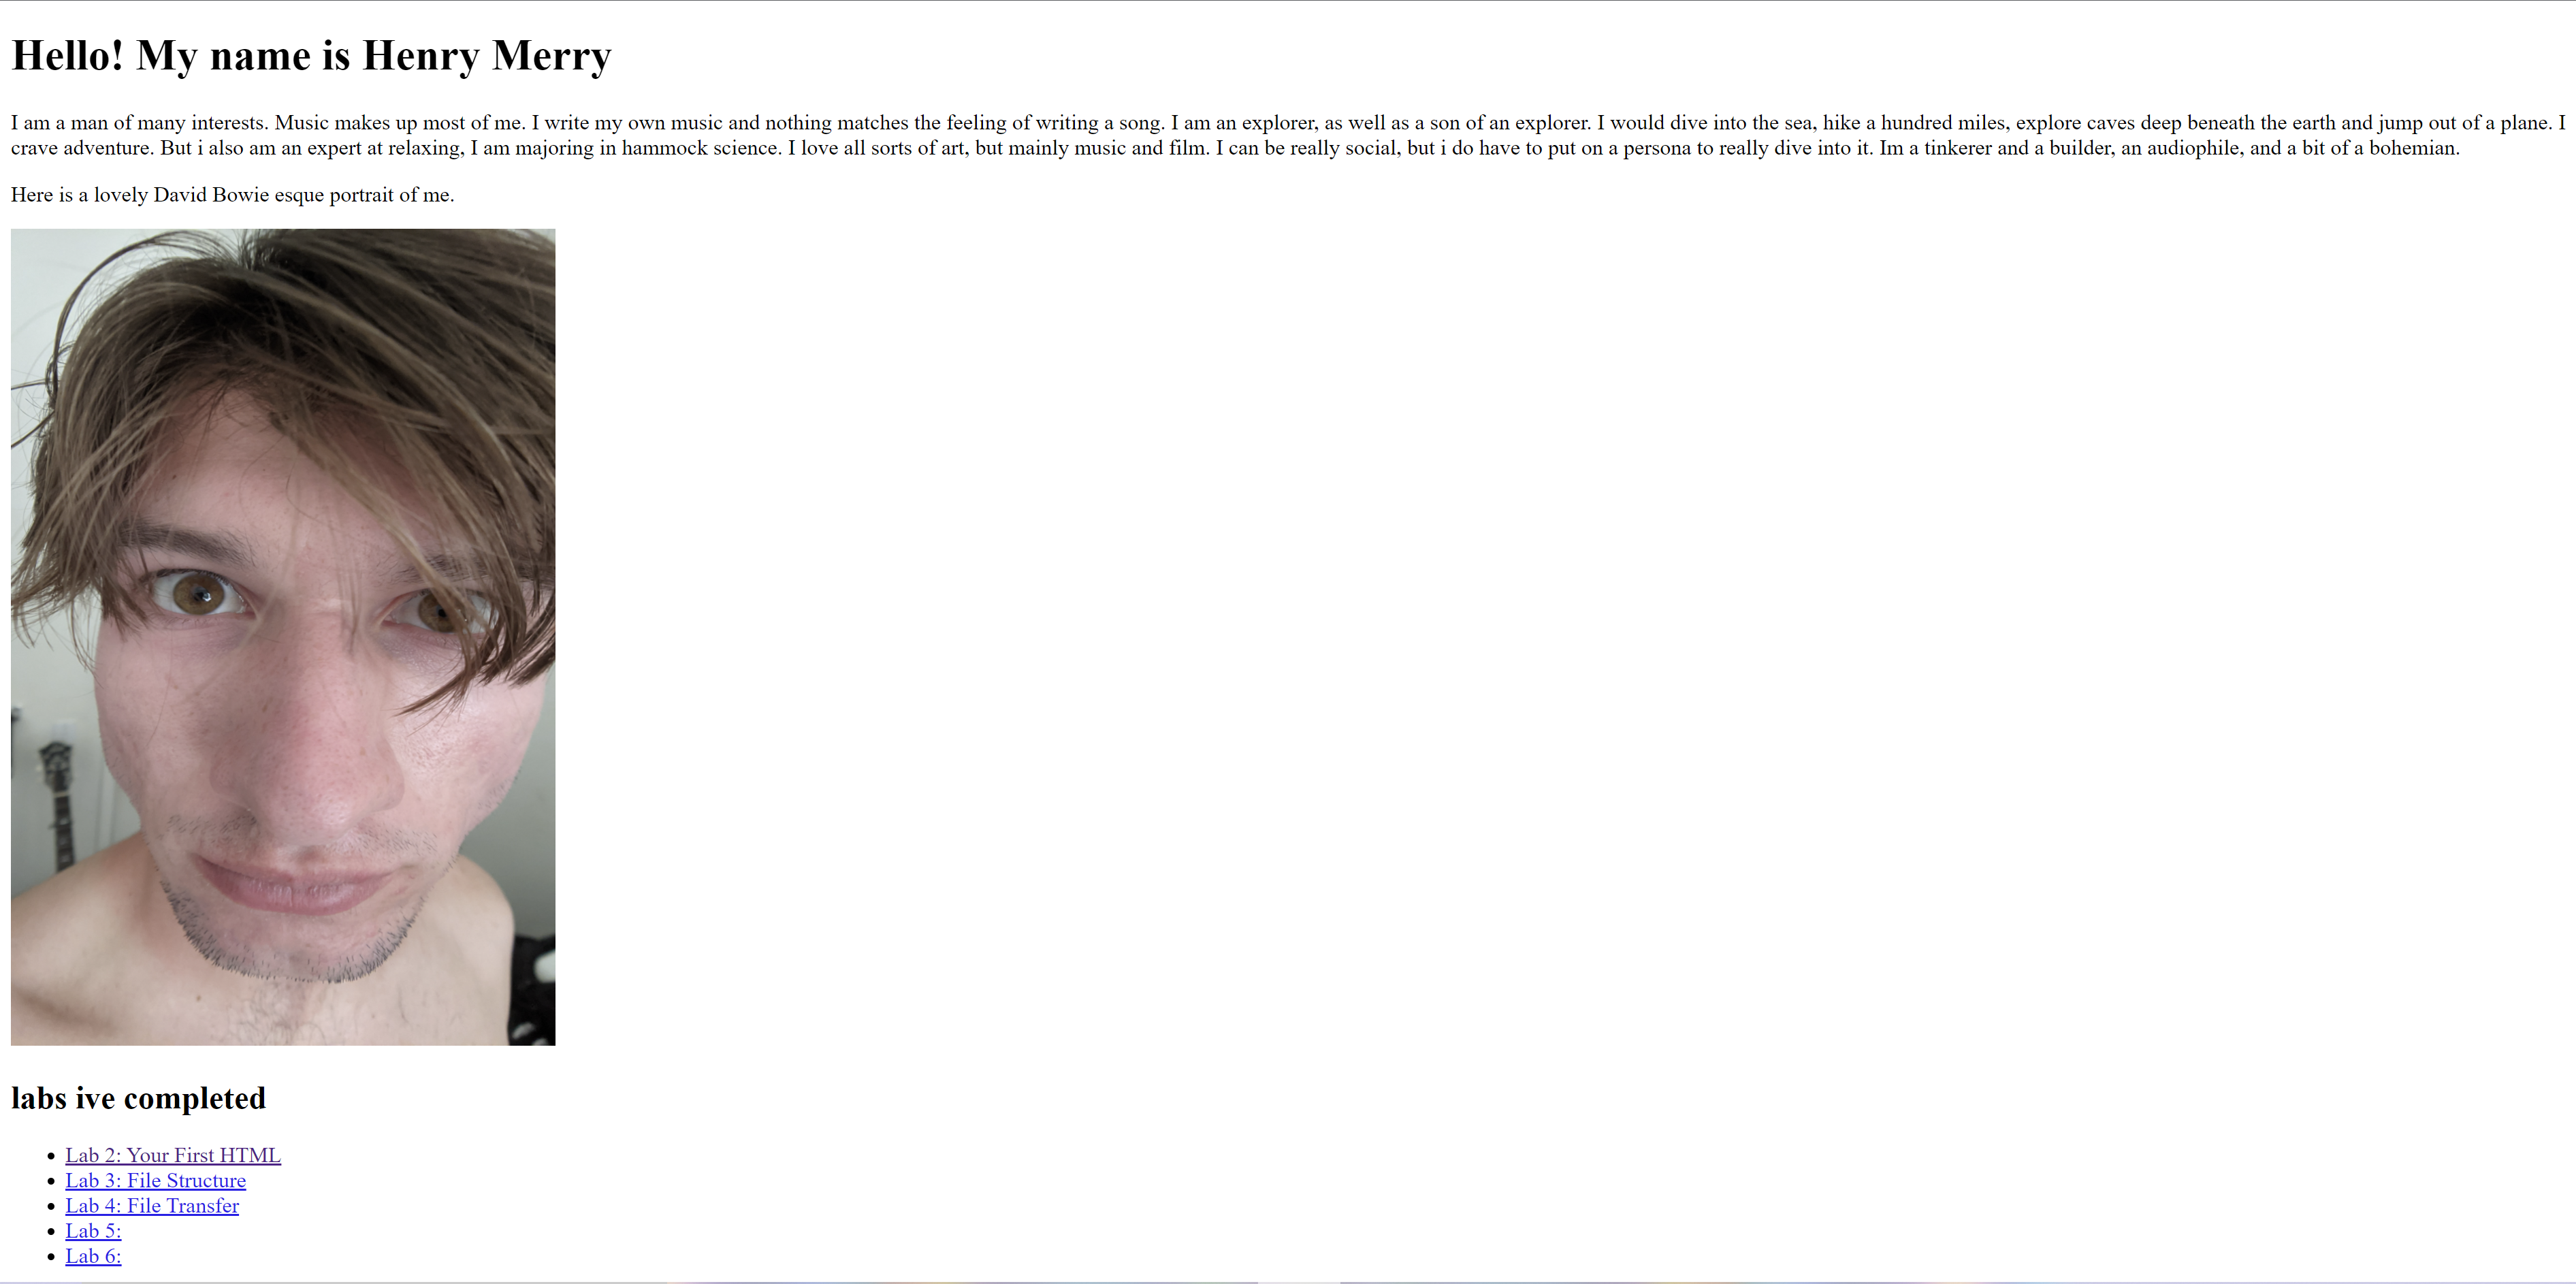 Hello! My name is Henry Merry
I am a man of many interests. Music makes up most of me. I write my own music and nothing matches the feeling of writing a song. I am an explorer, as well as a son of an explorer. I would dive into the sea, hike a hundred miles, explore caves deep beneath the earth and jump out of a plane. I
crave adventure. But i also am an expert at relaxing, I am majoring in hammock science. I love all sorts of art, but mainly music and film. I can be really social, but i do have to put on a persona to really dive into it. Im a tinkerer and a builder, an audiophile, and a bit of a bohemian.
Here is a lovely David Bowie esque portrait of me.
labs ive completed
Lab 2: Your First HTML
Lab 3: File Structure
Lab 4: File Transfer
Lab 5:
Lab 6: